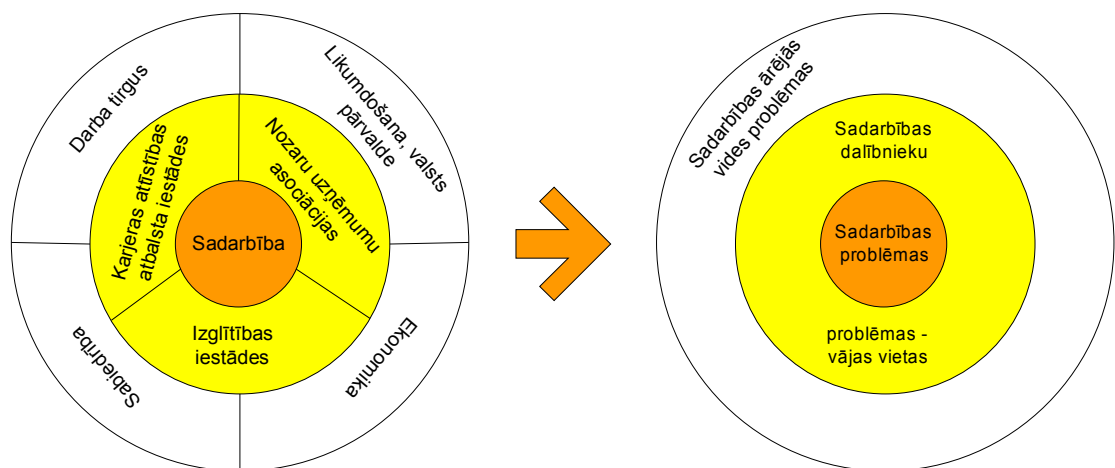 Darba tirgus
Likumdošana, valsts
pārvalde
Karjeras attīstības
atbalsta iestādes
Nozaru uzņēmumu
asociācijas
Sadarbība
Izglītības
iestādes
Sabiedrība
Ekonomika
Sadarbības ārējās
vides problēmas
Sadarbības
dalībnieku
Sadarbības
problēmas
problēmas -
vājas vietas